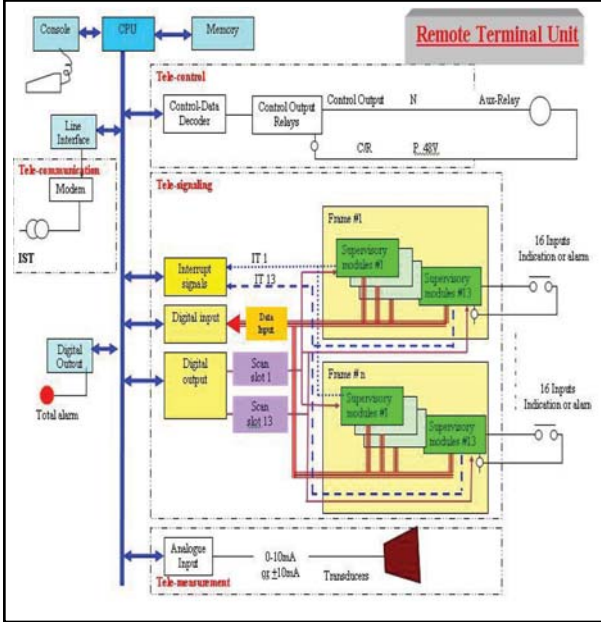 Console
CPU
Memory
Remote Terminal Unit
Tele-control
Control-Data
Decoder
Control Output
Relays
Control Output
N
Aux-Relay
C/R
P_48V
Line
Interface
Tele-communication
Modem
IST
Tele-signaling
Frame #1
Supervisory
modules #1
Supervisory
modules #13
16 Inputs
Indication or alarm
Interrupt
signals
IT 1
IT 13
Digital input
Data
Input
Digital
output
Scan
slot 1
Scan
slot 13
Digital
Output
Total alarm
Frame # n
Supervisory
modules #1
Supervisory
modules #13
16 Inputs
Indication or alarm
Analogue
Input
0-10mA
or ±10mA
Transducers
Tele-measurement